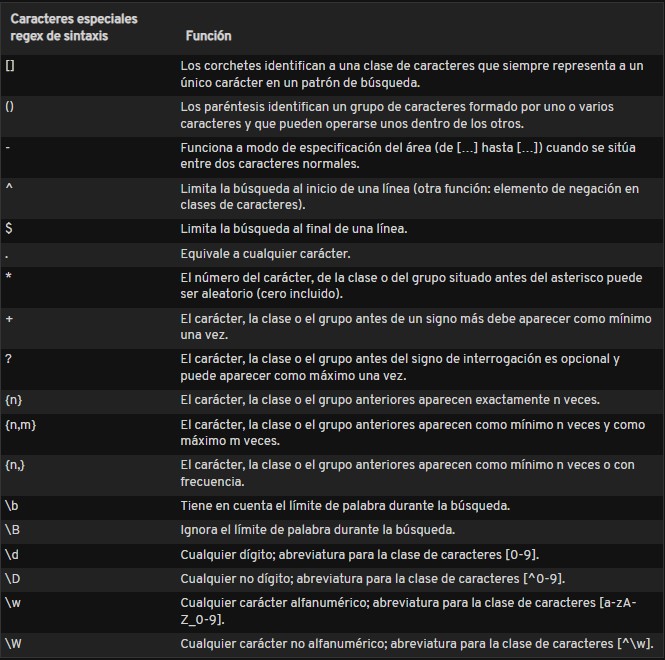 Caracteres especiales
regex de sintaxis Función
[] Los corchetes identifican a una clase de caracteres que siempre representa a un
único carácter en un patrón de búsqueda.
() Los paréntesis identifican un grupo de caracteres formado por uno o varios
caracteres y que pueden operarse unos dentro de los otros.
- Funciona a modo de especificación del área (de [...] hasta [...]) cuando se sitúa
entre dos caracteres normales.
^ Limita la búsqueda al inicio de una línea (otra función: elemento de negación en
clases de caracteres).
$ Limita la búsqueda al final de una línea.
. Equivale a cualquier carácter.
* El número del carácter, de la clase o del grupo situado antes del asterisco puede
ser aleatorio (cero incluido).
+ El carácter, la clase o el grupo antes de un signo más debe aparecer como mínimo
una vez.
? El carácter, la clase o el grupo antes del signo de interrogación es opcional y
puede aparecer como máximo una vez.
{n} El carácter, la clase o el grupo anteriores aparecen exactamente n veces.
{n,m} El carácter, la clase o el grupo anteriores aparecen como mínimo n veces y como
máximo m veces.
{n,} El carácter, la clase o el grupo anteriores aparecen como mínimo n veces o con
frecuencia.
\b Tiene en cuenta el límite de palabra durante la búsqueda.
\B Ignora el límite de palabra durante la búsqueda.
\d Cualquier dígito; abreviatura para la clase de caracteres [0-9].
\D Cualquier no dígito; abreviatura para la clase de caracteres [^0-9].
\w Cualquier carácter alfanumérico; abreviatura para la clase de caracteres [a-zA-
Z_0-9].
\W Cualquier carácter no alfanumérico; abreviatura para la clase de caracteres [^\w].